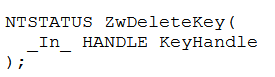 NTSTATUS ZwDeleteKey(
  _In_ HANDLE KeyHandle
);